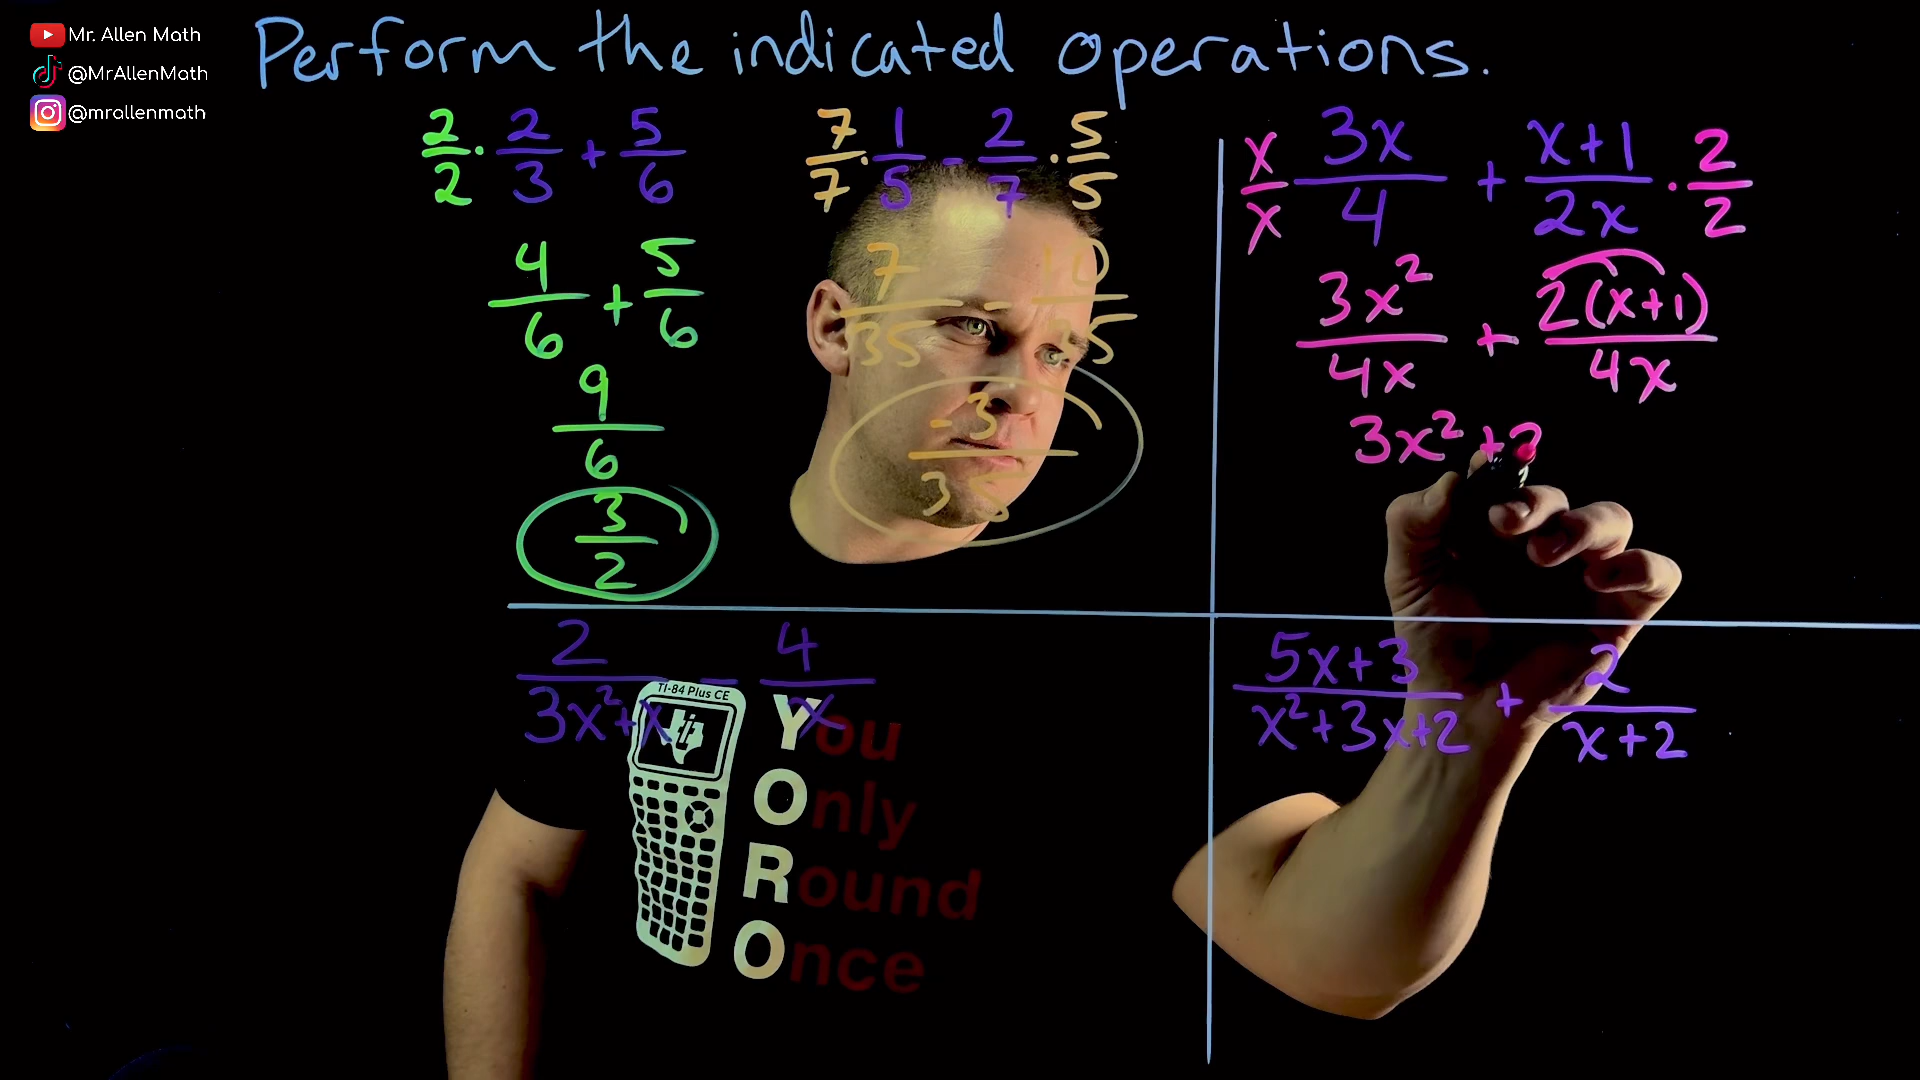 Mr. Allen Math
@MrAllenMath
@mrallenmath
Perform the indicated operations.
2/2 · 2/3 + 5/6
4/6 + 5/6
9/6
3/2
7/7 · 1/5 - 2/7 · 5/5
7/35 - 10/35
-3/35
x/x 3x/4 + x+1/2x · 2/2
3x²/4x + 2(x+1)/4x
3x² + 2
2/3x²+x - 4/x
5x+3/x²+3x+2 + 2/x+2
TI-84 Plus CE
You
Only
Round
Once